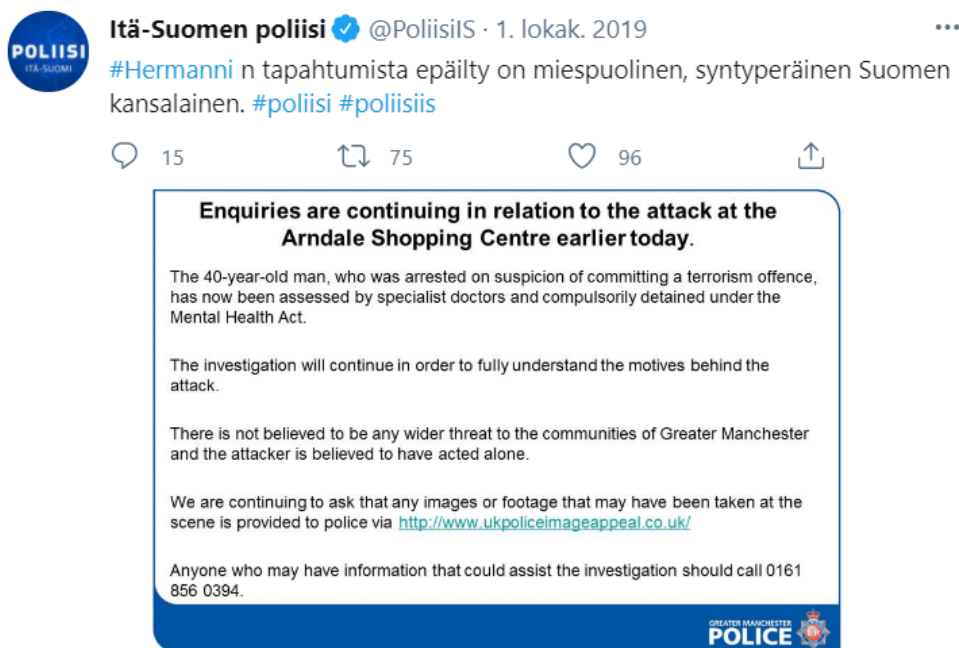 POLIISI
ITÄ-SUOMI
Itä-Suomen poliisi @PoliisiIS · 1. lokak. 2019
#Hermanni n tapahtumista epäilty on miespuolinen, syntyperäinen Suomen
kansalainen. #poliisi #poliisiis
15 75 96
Enquiries are continuing in relation to the attack at the
Arndale Shopping Centre earlier today.
The 40-year-old man, who was arrested on suspicion of committing a terrorism offence,
has now been assessed by specialist doctors and compulsorily detained under the
Mental Health Act.
The investigation will continue in order to fully understand the motives behind the
attack.
There is not believed to be any wider threat to the communities of Greater Manchester
and the attacker is believed to have acted alone.
We are continuing to ask that any images or footage that may have been taken at the
scene is provided to police via http://www.ukpoliceimageappeal.co.uk/
Anyone who may have information that could assist the investigation should call 0161
856 0394.
GREATER MANCHESTER
POLICE